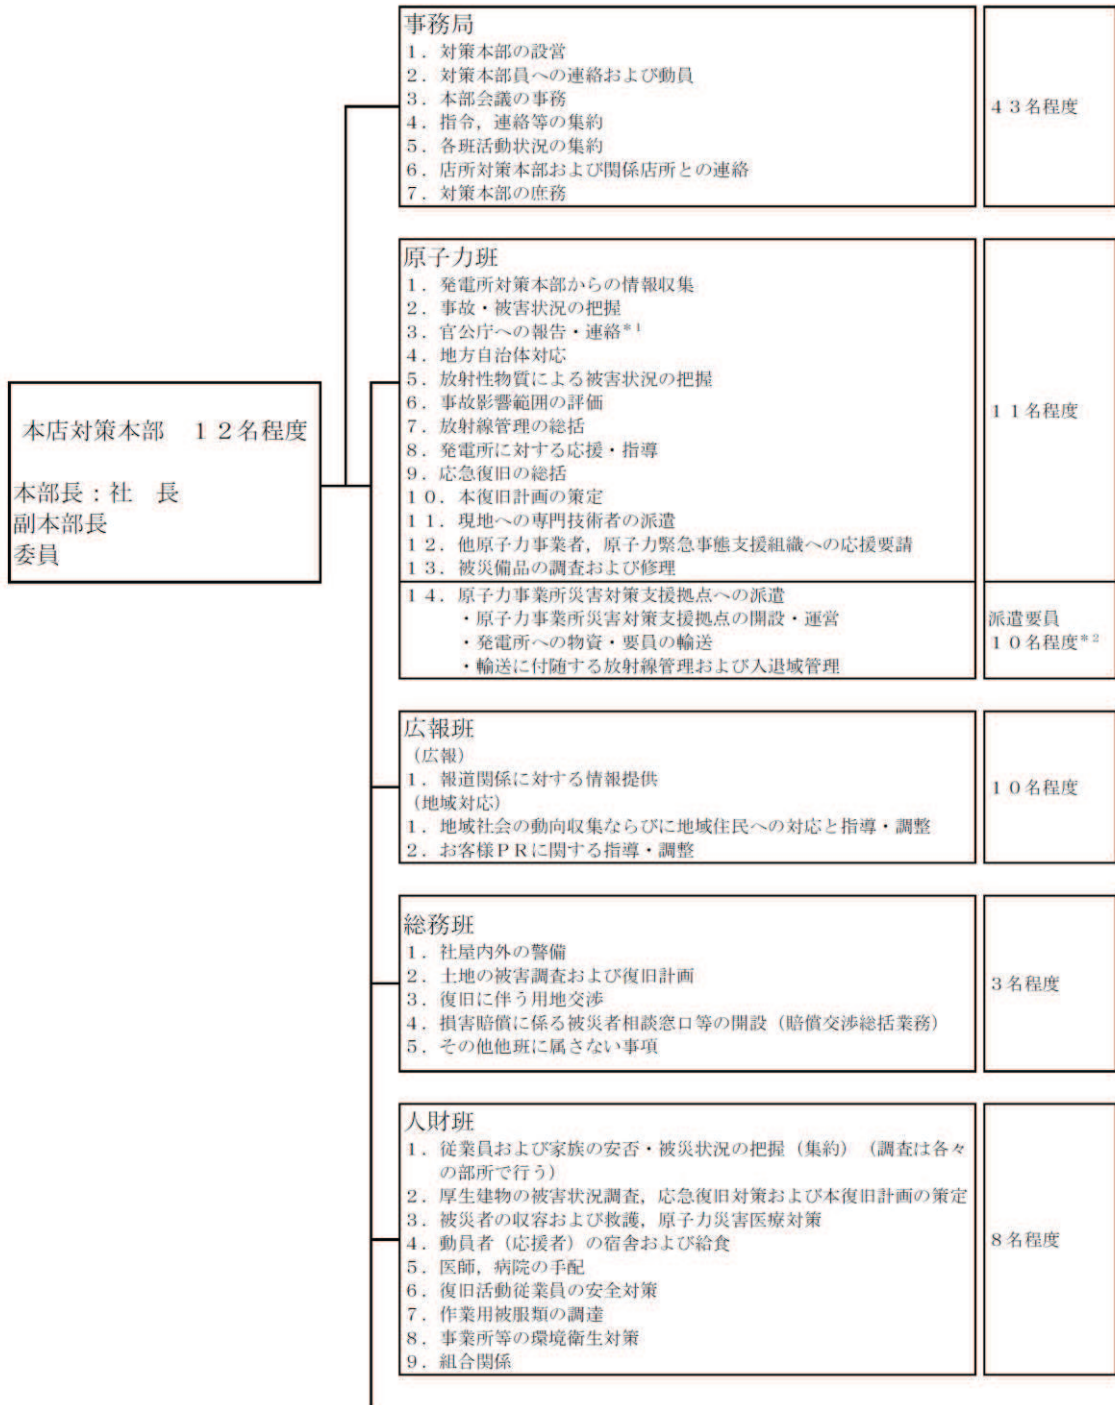 本店対策本部　１２名程度
本部長：社　長
副本部長
委員
事務局
１．対策本部の設営
２．対策本部員への連絡および動員
３．本部会議の事務
４．指令，連絡等の集約
５．各班活動状況の集約
６．店所対策本部および関係店所との連絡
７．対策本部の庶務
４３名程度
原子力班
１．発電所対策本部からの情報収集
２．事故・被害状況の把握
３．官公庁への報告・連絡＊１
４．地方自治体対応
５．放射性物質による被害状況の把握
６．事故影響範囲の評価
７．放射線管理の総括
８．発電所に対する応援・指導
９．応急復旧の総括
１０．本復旧計画の策定
１１．現地への専門技術者の派遣
１２．他原子力事業者，原子力緊急事態支援組織への応援要請
１３．被災備品の調査および修理
１１名程度
１４．原子力事業所災害対策支援拠点への派遣
・原子力事業所災害対策支援拠点の開設・運営
・発電所への物資・要員の輸送
・輸送に付随する放射線管理および入退域管理
派遣要員
１０名程度＊２
広報班
（広報）
１．報道関係に対する情報提供
（地域対応）
１．地域社会の動向収集ならびに地域住民への対応と指導・調整
２．お客様ＰＲに関する指導・調整
１０名程度
総務班
１．社屋内外の警備
２．土地の被害調査および復旧計画
３．復旧に伴う用地交渉
４．損害賠償に係る被災者相談窓口等の開設（賠償交渉総括業務）
５．その他他班に属さない事項
３名程度
人財班
１．従業員および家族の安否・被災状況の把握（集約）（調査は各々
の部所で行う）
２．厚生建物の被害状況調査，応急復旧対策および本復旧計画の策定
３．被災者の収容および救護，原子力災害医療対策
４．動員者（応援者）の宿舎および給食
５．医師，病院の手配
６．復旧活動従業員の安全対策
７．作業用被服類の調達
８．事業所等の環境衛生対策
９．組合関係
８名程度